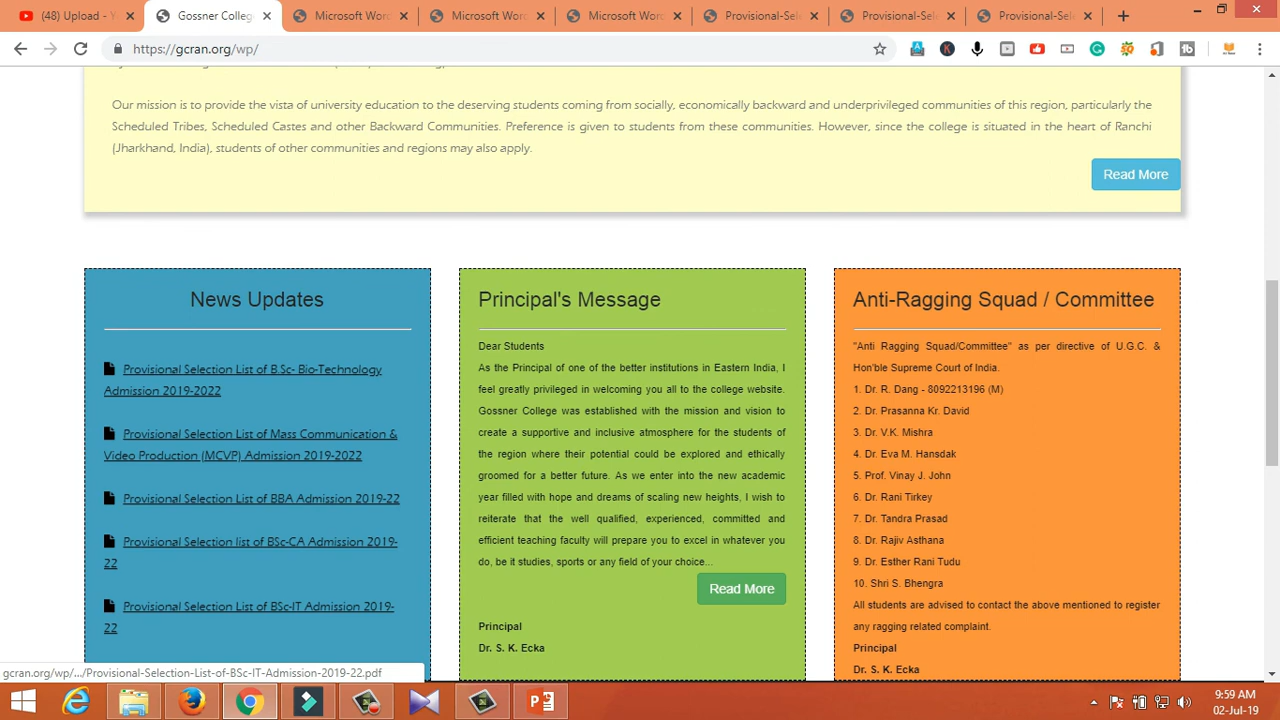 (48) Upload - Y
Gossner Colleg
Microsoft Wor
Microsoft Wor
Microsoft Wor
Provisional-Sel
Provisional-Sel
Provisional-Sel
https://gcran.org/wp/
Our mission is to provide the vista of university education to the deserving students coming from socially, economically backward and underprivileged communities of this region, particularly the
Scheduled Tribes, Scheduled Castes and other Backward Communities. Preference is given to students from these communities. However, since the college is situated in the heart of Ranchi
(Jharkhand, India), students of other communities and regions may also apply.
Read More
News Updates
Provisional Selection List of B.Sc- Bio-Technology
Admission 2019-2022
Provisional Selection List of Mass Communication &
Video Production (MCVP) Admission 2019-2022
Provisional Selection List of BBA Admission 2019-22
Provisional Selection list of BSc-CA Admission 2019-
22
Provisional Selection List of BSc-IT Admission 2019-
22
Principal's Message
Dear Students
As the Principal of one of the better institutions in Eastern India, I
feel greatly privileged in welcoming you all to the college website.
Gossner College was established with the mission and vision to
create a supportive and inclusive atmosphere for the students of
the region where their potential could be explored and ethically
groomed for a better future. As we enter into the new academic
year filled with hope and dreams of scaling new heights, I wish to
reiterate that the well qualified, experienced, committed and
efficient teaching faculty will prepare you to excel in whatever you
do, be it studies, sports or any field of your choice...
Read More
Principal
Dr. S. K. Ecka
Anti-Ragging Squad / Committee
"Anti Ragging Squad/Committee" as per directive of U.G.C. &
Hon'ble Supreme Court of India.
1. Dr. R. Dang - 8092213196 (M)
2. Dr. Prasanna Kr. David
3. Dr. V.K. Mishra
4. Dr. Eva M. Hansdak
5. Prof. Vinay J. John
6. Dr. Rani Tirkey
7. Dr. Tandra Prasad
8. Dr. Rajiv Asthana
9. Dr. Esther Rani Tudu
10. Shri S. Bhengra
All students are advised to contact the above mentioned to register
any ragging related complaint.
Principal
Dr. S. K. Ecka
gcran.org/wp/.../Provisional-Selection-List-of-BSc-IT-Admission-2019-22.pdf
9:59 AM
02-Jul-19